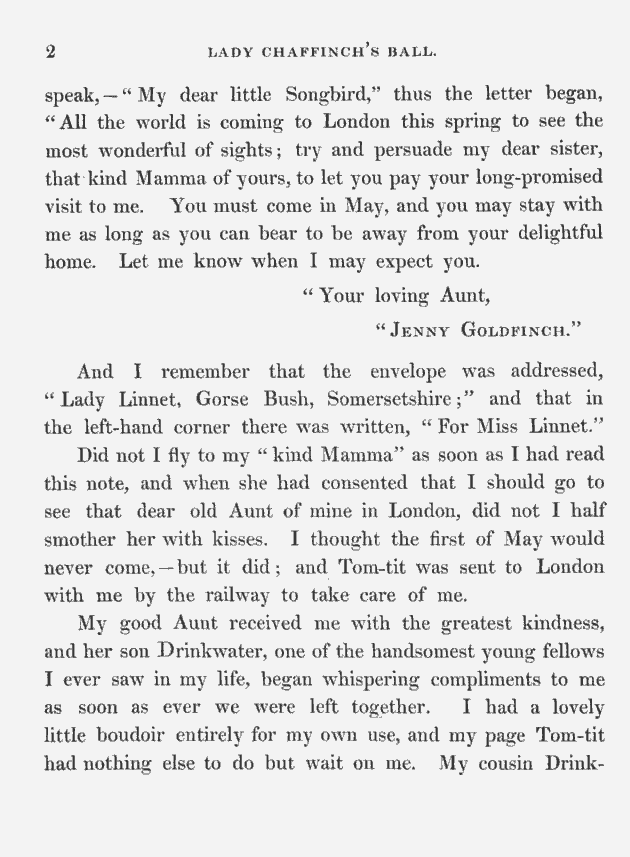 2 LADY CHAFFINCH'S BALL.
speak,—“ My dear little Songbird,” thus the letter began,
“ All the world is coming to London this spring to see the
most wonderful of sights ; try and persuade my dear sister,
that kind Mamma of yours, to let you pay your long-promised
visit to me. You must come in May, and you may stay with
me as long as you can bear to be away from your delightful
home. Let me know when I may expect you.
“ Your loving Aunt,
“ JENNY GOLDFINCH.”
And I remember that the envelope was addressed,
“ Lady Linnet, Gorse Bush, Somersetshire ;” and that in
the left-hand corner there was written, “ For Miss Linnet.”
Did not I fly to my “ kind Mamma” as soon as I had read
this note, and when she had consented that I should go to
see that dear old Aunt of mine in London, did not I half
smother her with kisses. I thought the first of May would
never come,—but it did ; and Tom-tit was sent to London
with me by the railway to take care of me.
My good Aunt received me with the greatest kindness,
and her son Drinkwater, one of the handsomest young fellows
I ever saw in my life, began whispering compliments to me
as soon as ever we were left together. I had a lovely
little boudoir entirely for my own use, and my page Tom-tit
had nothing else to do but wait on me. My cousin Drink-